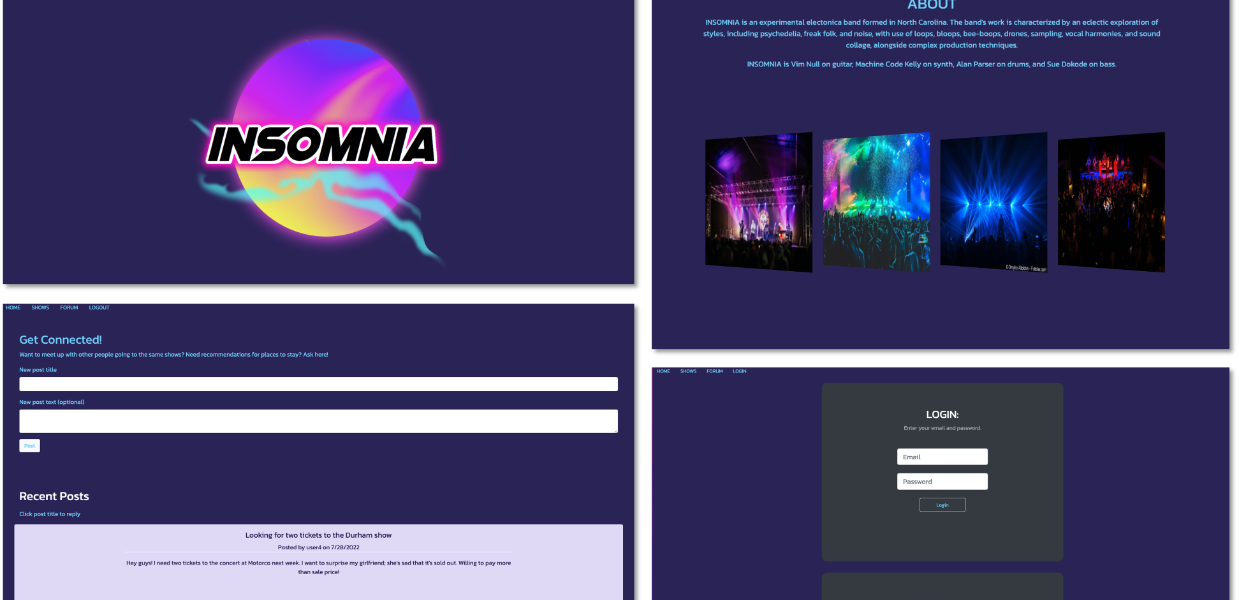 INSOMNIA
ABOUT
INSOMNIA is an experimental electonica band formed in North Carolina. The band's work is characterized by an eclectic exploration of
styles, including psychedelia, freak folk, and noise, with use of loops, bloops, bee-boops, drones, sampling, vocal harmonies, and sound
collage, alongside complex production techniques.
INSOMNIA is Vim Null on guitar, Machine Code Kelly on synth, Alan Parser on drums, and Sue Dokode on bass.
HOME SHOWS FORUM LOGOUT
Get Connected!
Want to meet up with other people going to the same shows? Need recommendations for places to stay? Ask here!
New post title
New post text (optional)
Post
Recent Posts
Click post title to reply
Looking for two tickets to the Durham show
Posted by user4 on 7/28/2022
Hey guys! I need two tickets to the concert at Motorco next week. I want to surprise my girlfriend; she's sad that it's sold out. Willing to pay more
than sale price!
HOME SHOWS FORUM LOGIN
LOGIN:
Enter your email and password.
Email
Password
Login